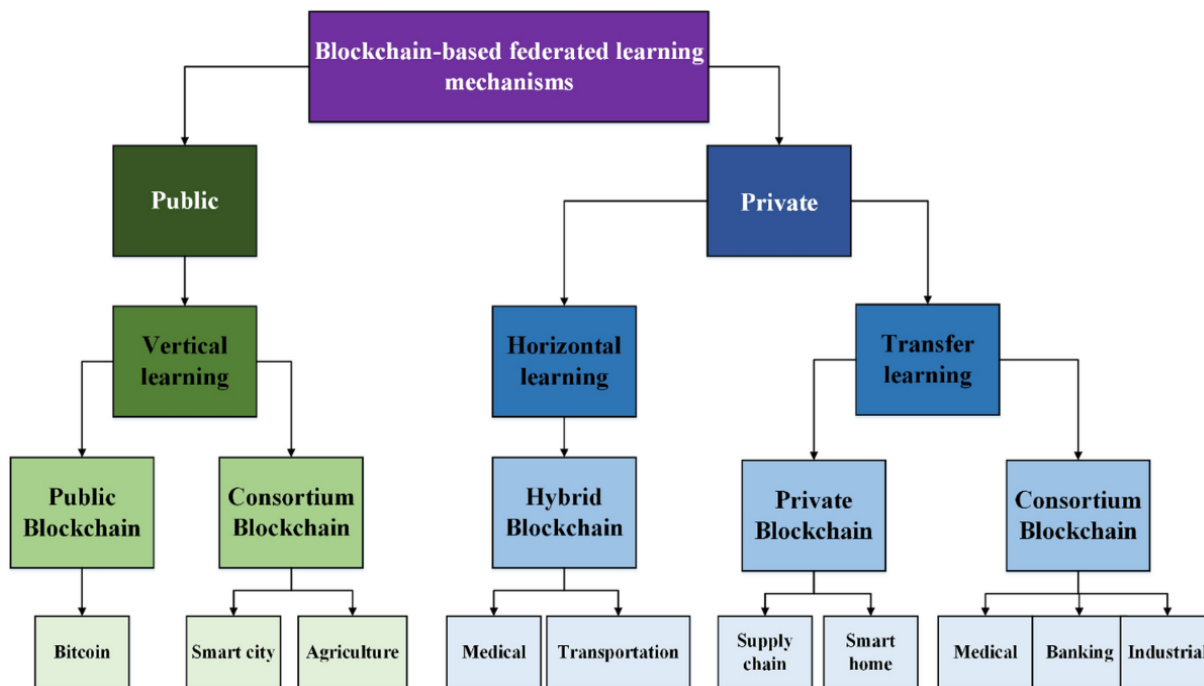 Blockchain-based federated learning
mechanisms
Public
Private
Vertical
learning
Horizontal
learning
Transfer
learning
Public
Blockchain
Consortium
Blockchain
Hybrid
Blockchain
Private
Blockchain
Consortium
Blockchain
Bitcoin
Smart city
Agriculture
Medical
Transportation
Supply
chain
Smart
home
Medical
Banking
Industrial